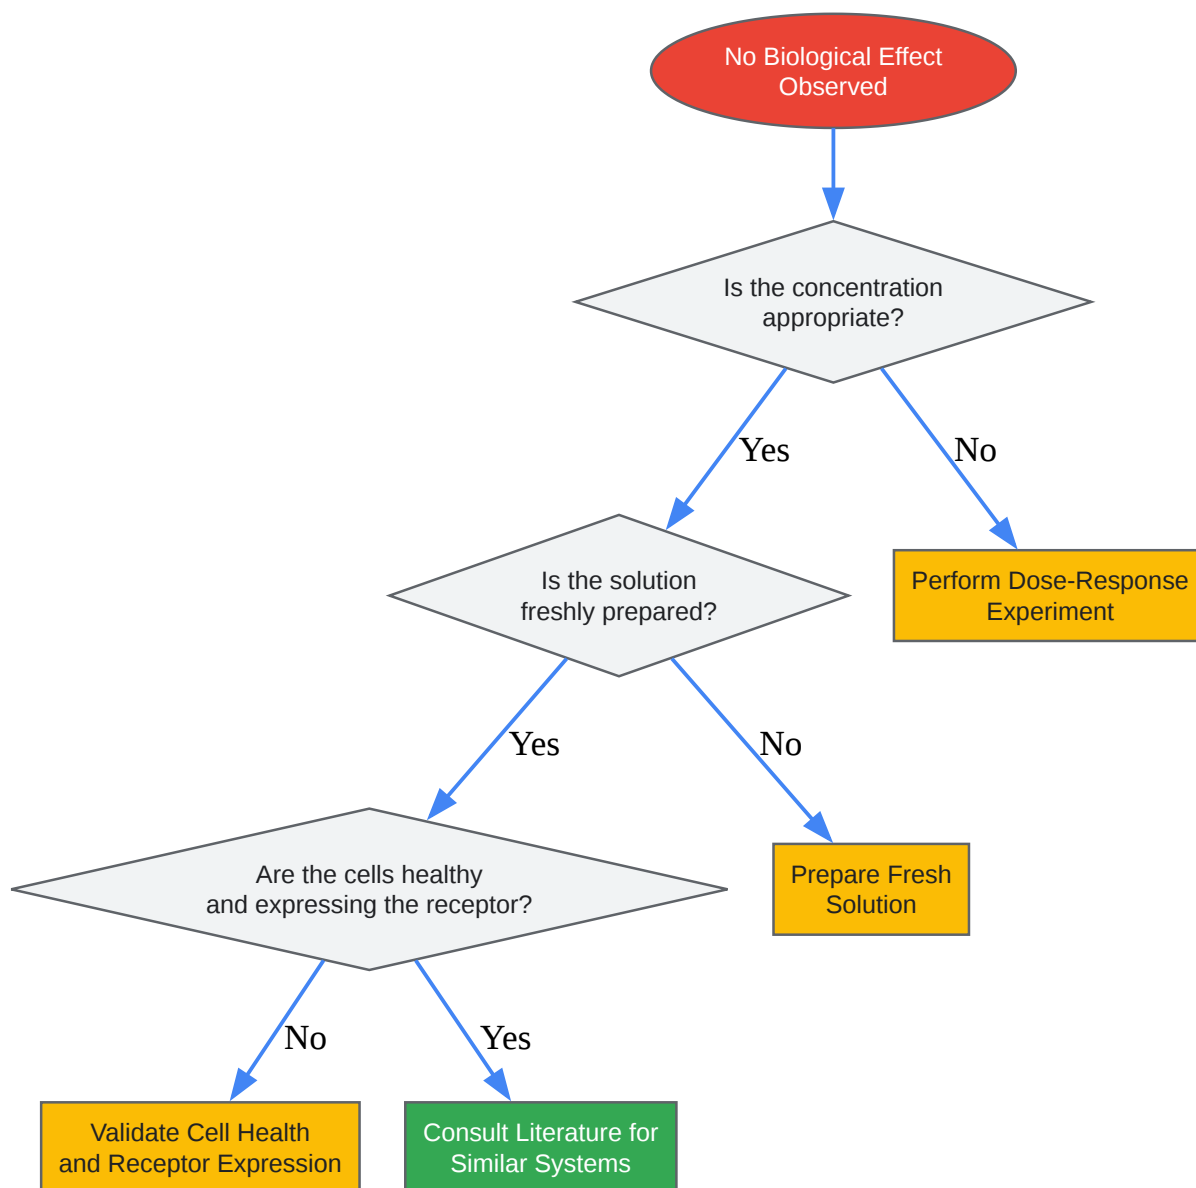 No Biological Effect
Observed
Is the concentration
appropriate?
Yes
No
Is the solution
freshly prepared?
Perform Dose-Response
Experiment
Yes
No
Are the cells healthy
and expressing the receptor?
Prepare Fresh
Solution
No
Yes
Validate Cell Health
and Receptor Expression
Consult Literature for
Similar Systems